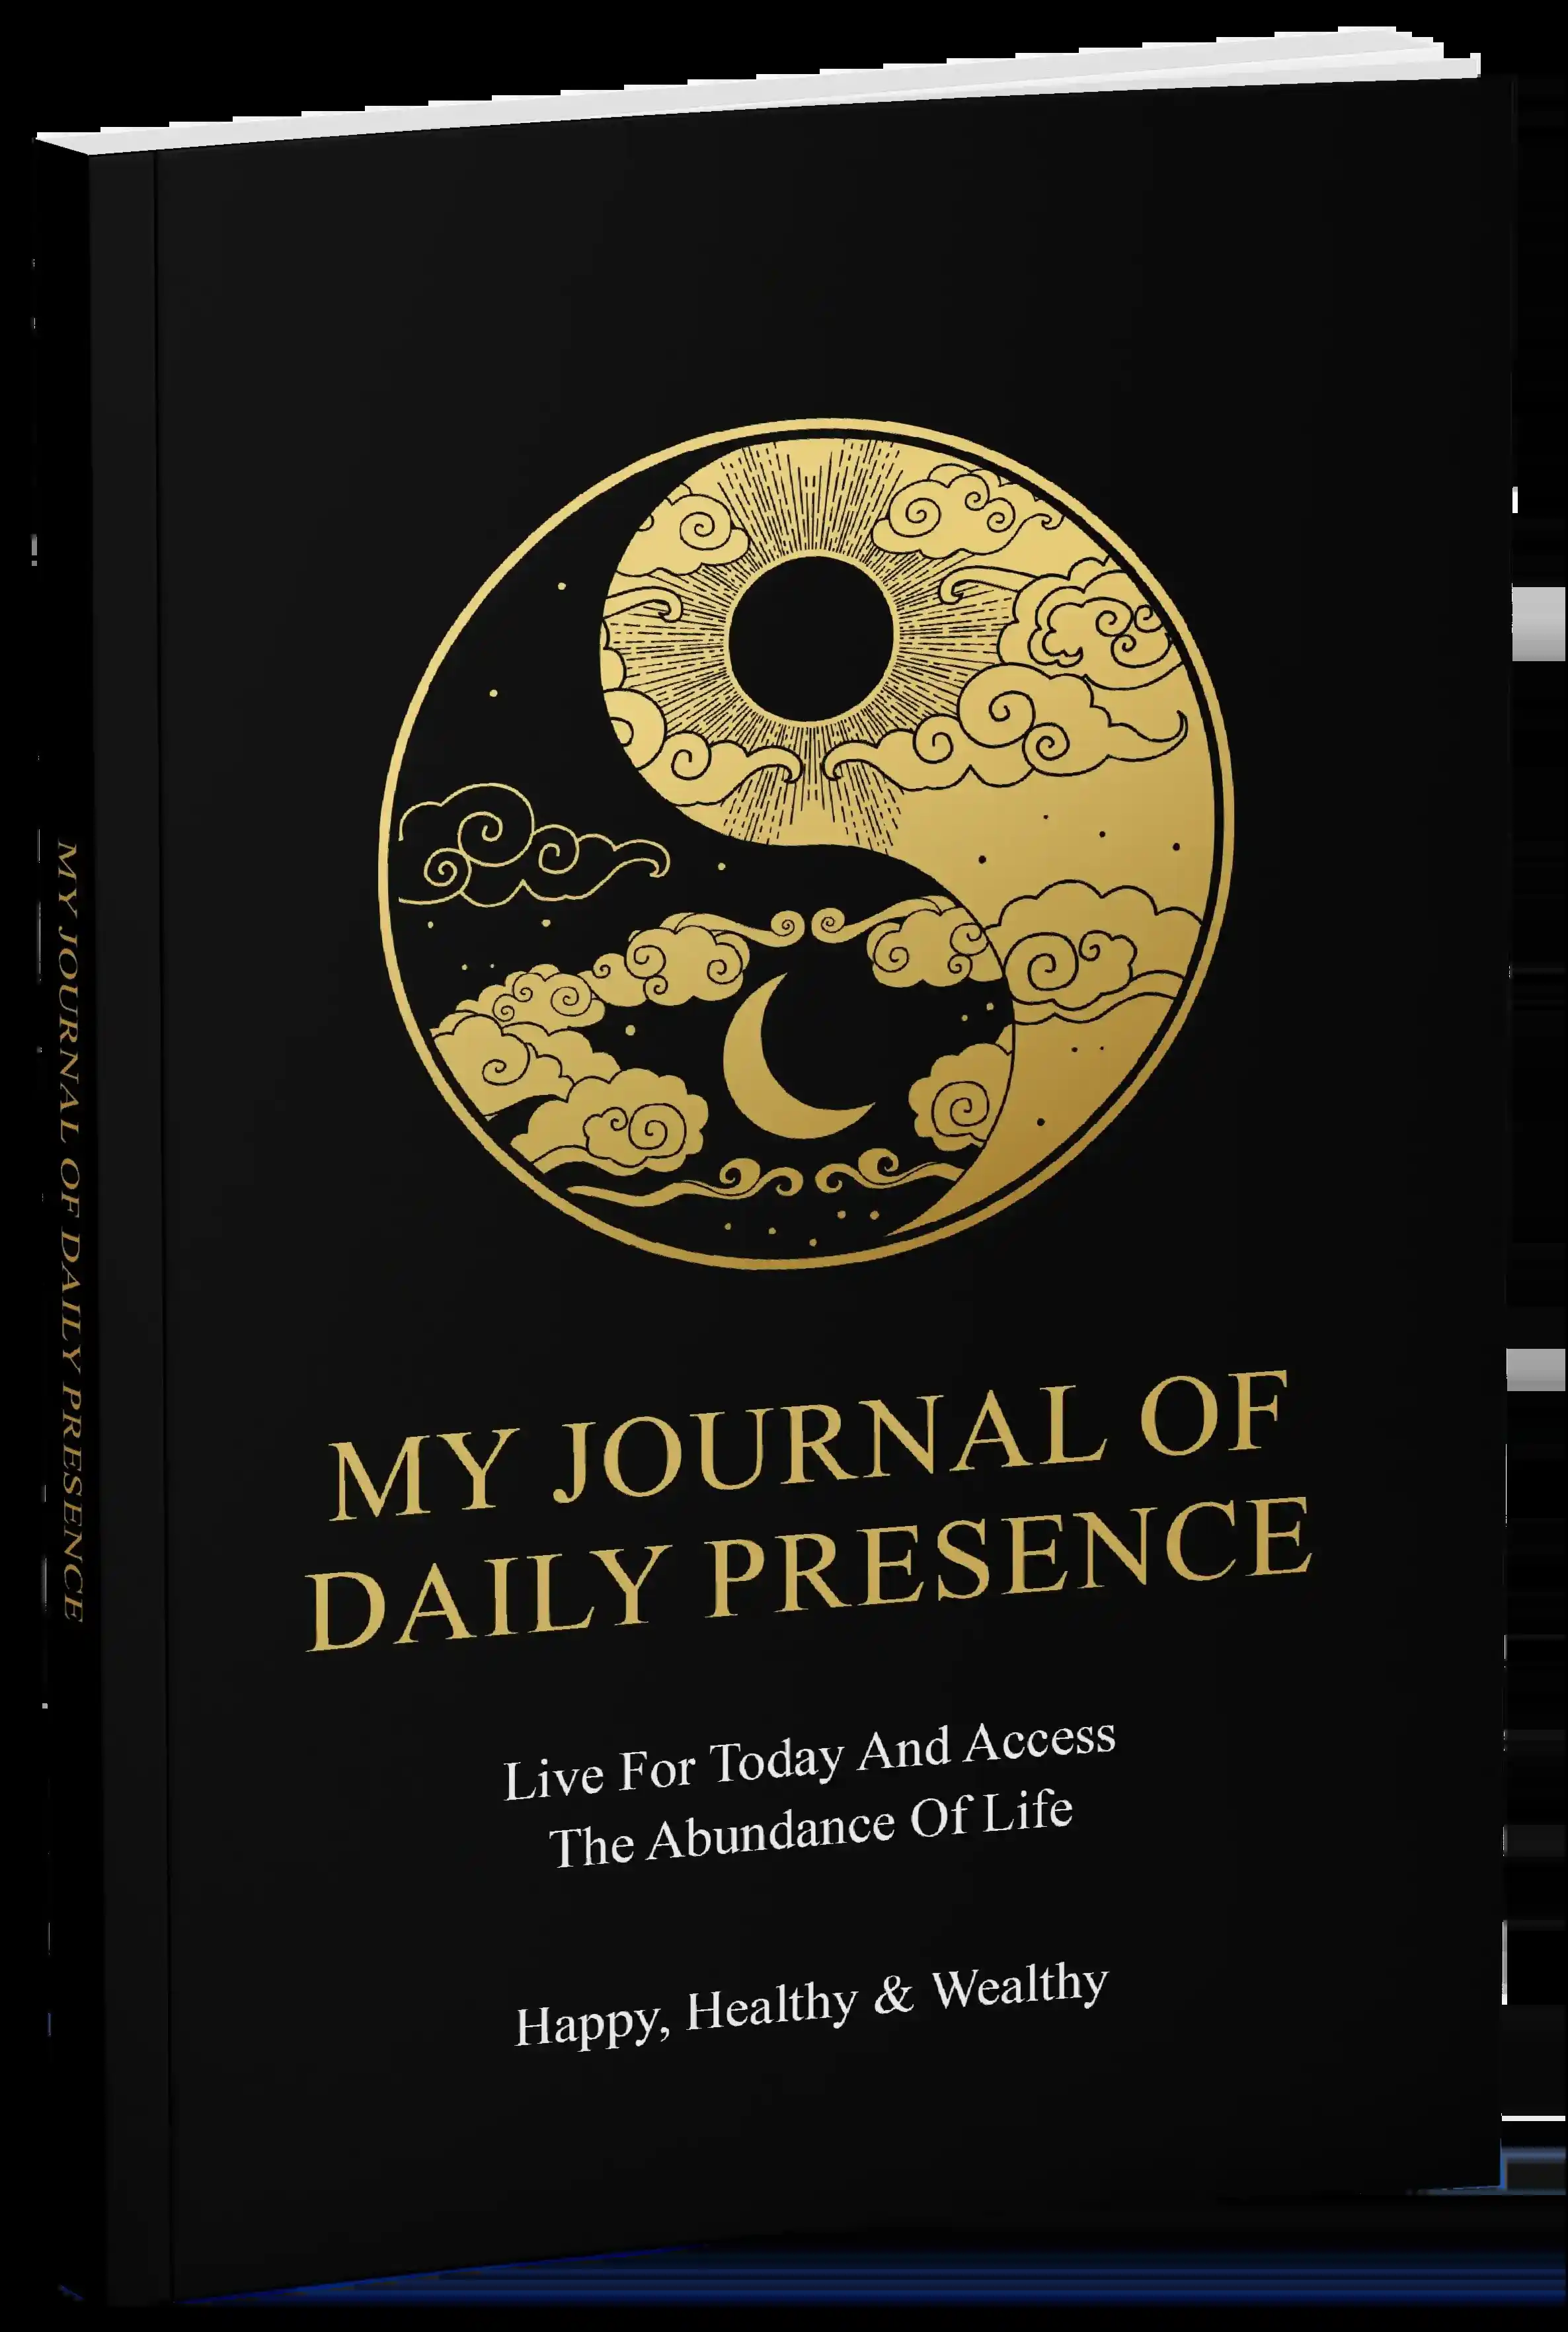 MY JOURNAL OF DAILY PRESENCE
MY JOURNAL OF
DAILY PRESENCE
Live For Today And Access
The Abundance Of Life
Happy, Healthy & Wealthy